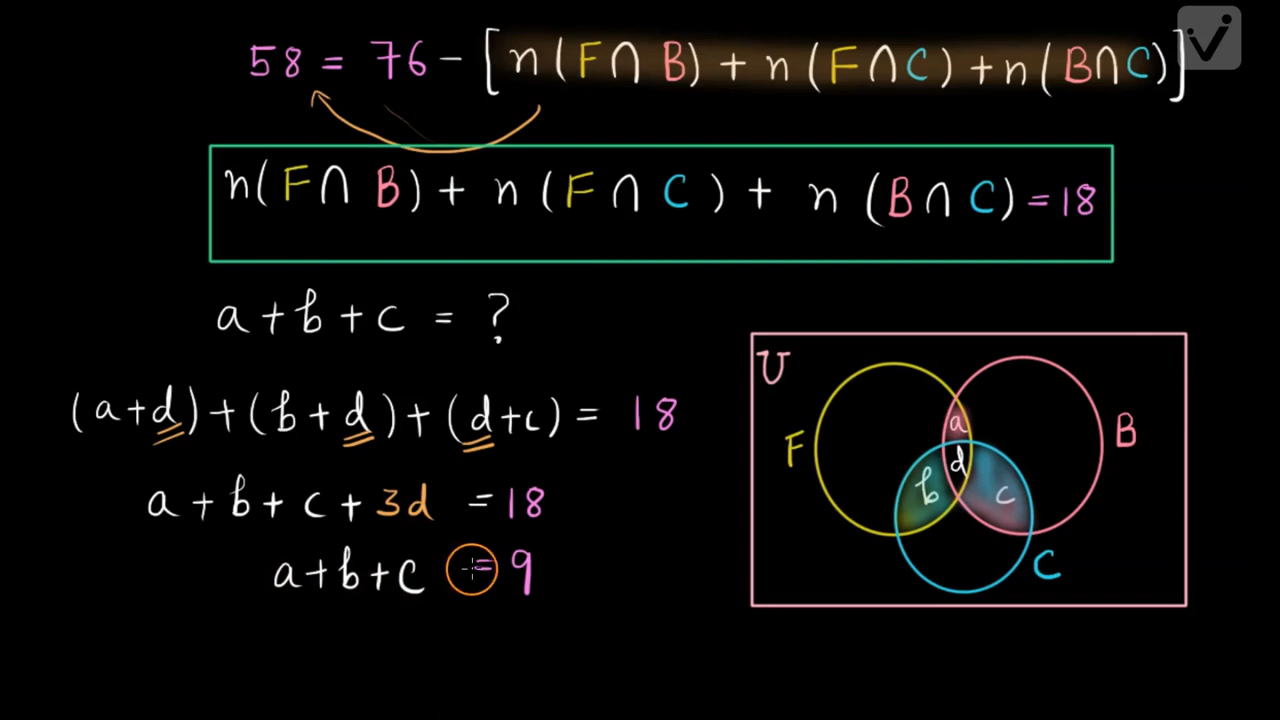 58 = 76 - [n(F∩B) + n(F∩C) + n(B∩C)]
n(F∩B) + n(F∩C) + n(B∩C) = 18
a + b + c = ?
(a+d) + (b+d) + (d+c) = 18
a + b + c + 3d = 18
a + b + c = 9
U
F
B
a
d
b
c
C